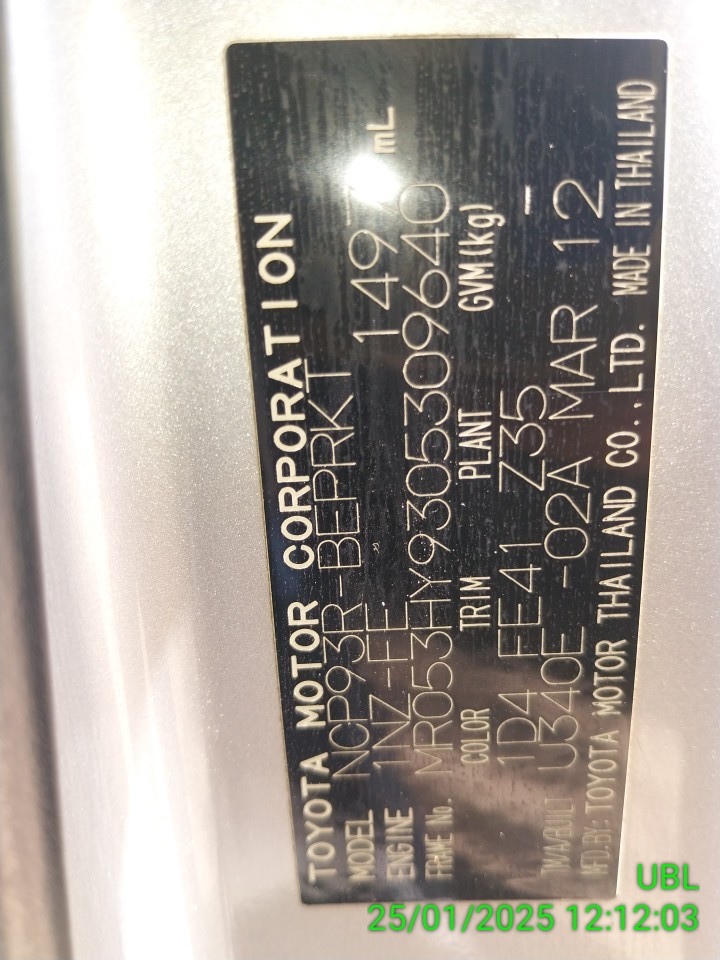 TOYOTA MOTOR CORPORATION
MODEL NCP93R-BEPRKT
ENGINE 1NZ-FE 1497 mL
FRAME No. MR053HY9305309640
COLOR TRIM PLANT GVM(kg)
1D4 FE41 Z35 -
T/M/A/BUILT U340E -02A MAR 12
MFD.BY: TOYOTA MOTOR THAILAND CO., LTD. MADE IN THAILAND
UBL
25/01/2025 12:12:03